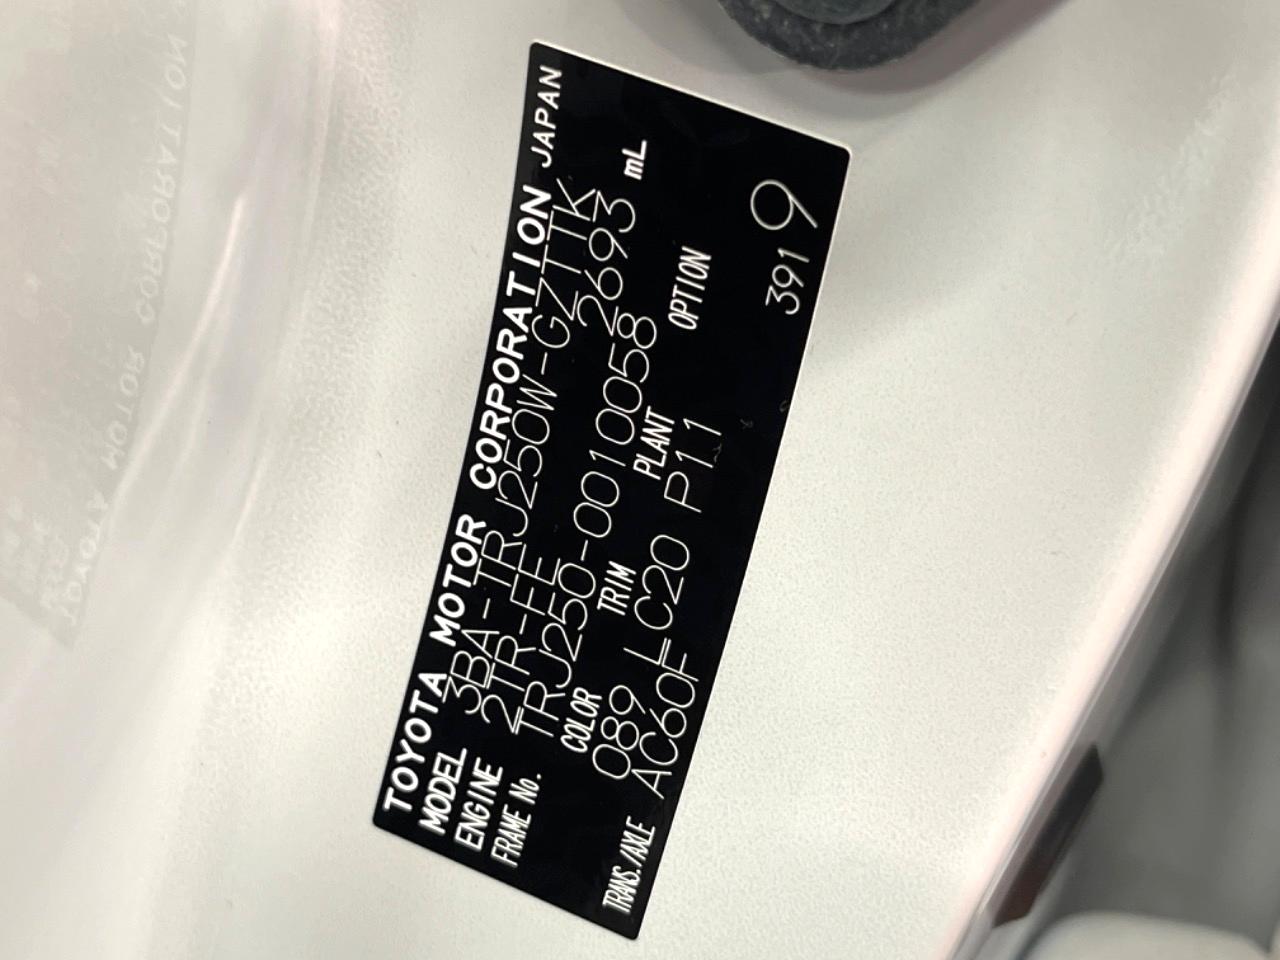 TOYOTA MOTOR CORPORATION JAPAN
MODEL 3BA-TRJ250W-GZTTK
ENGINE 2TR-FE 2693 mL
FRAME No. TRJ250-0010058
COLOR TRIM PLANT OPTION
089 LC20 P11
TRANS./AXLE AC60F 391 9